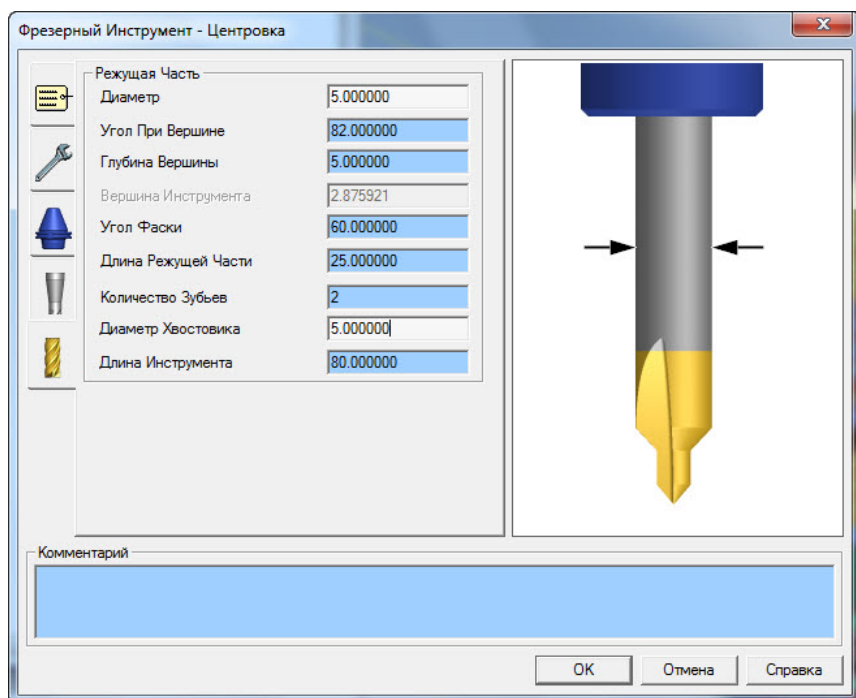 Фрезерный Инструмент - Центровка
Режущая Часть
Диаметр 5.000000
Угол При Вершине 82.000000
Глубина Вершины 5.000000
Вершина Инструмента 2.875921
Угол Фаски 60.000000
Длина Режущей Части 25.000000
Количество Зубьев 2
Диаметр Хвостовика 5.000000
Длина Инструмента 80.000000
Комментарий
OK Отмена Справка